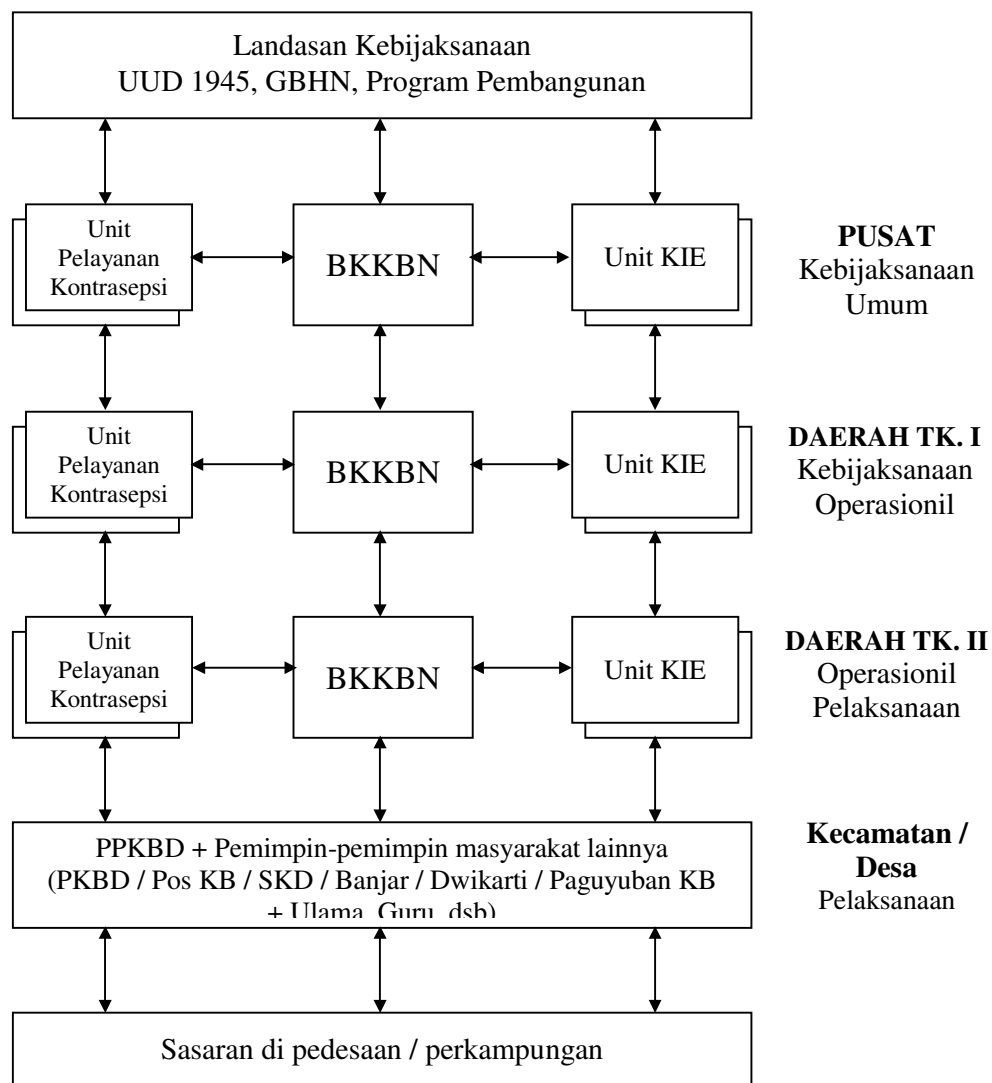 Landasan Kebijaksanaan
UUD 1945, GBHN, Program Pembangunan
Unit
Pelayanan
Kontrasepsi
BKKBN
Unit KIE
PUSAT
Kebijaksanaan
Umum
Unit
Pelayanan
Kontrasepsi
BKKBN
Unit KIE
DAERAH TK. I
Kebijaksanaan
Operasionil
Unit
Pelayanan
Kontrasepsi
BKKBN
Unit KIE
DAERAH TK. II
Operasionil
Pelaksanaan
PPKBD + Pemimpin-pemimpin masyarakat lainnya
(PKBD / Pos KB / SKD / Banjar / Dwikarti / Paguyuban KB
+ Ulama, Guru, dsb)
Kecamatan /
Desa
Pelaksanaan
Sasaran di pedesaan / perkampungan